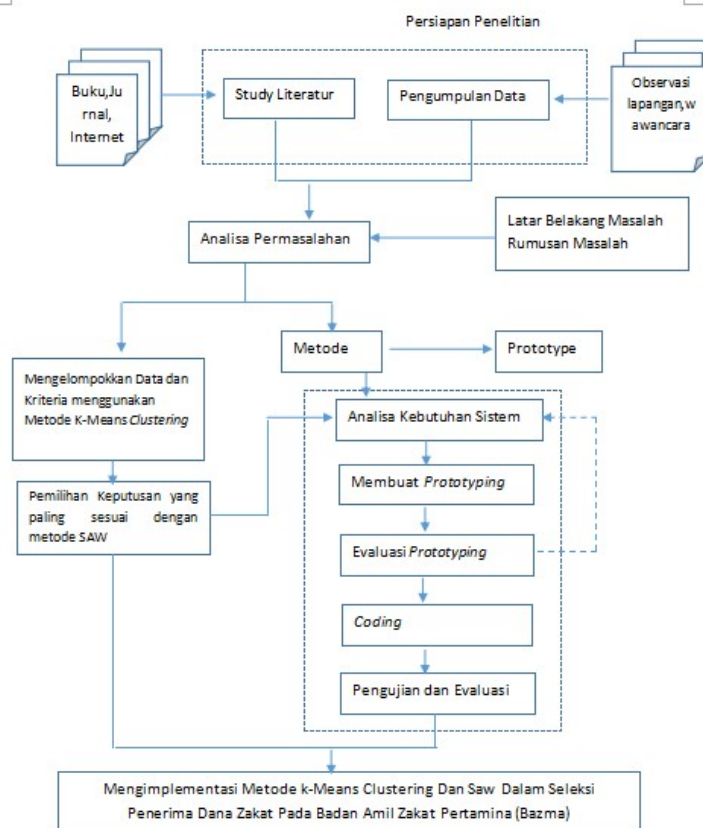 Persiapan Penelitian
Buku,Ju
rnal,
Internet
Study Literatur
Pengumpulan Data
Observasi
lapangan,w
awancara
Analisa Permasalahan
Latar Belakang Masalah
Rumusan Masalah
Metode
Prototype
Mengelompokkan Data dan
Kriteria menggunakan
Metode K-Means Clustering
Pemilihan Keputusan yang
paling sesuai dengan
metode SAW
Analisa Kebutuhan Sistem
Membuat Prototyping
Evaluasi Prototyping
Coding
Pengujian dan Evaluasi
Mengimplementasi Metode k-Means Clustering Dan Saw Dalam Seleksi
Penerima Dana Zakat Pada Badan Amil Zakat Pertamina (Bazma)